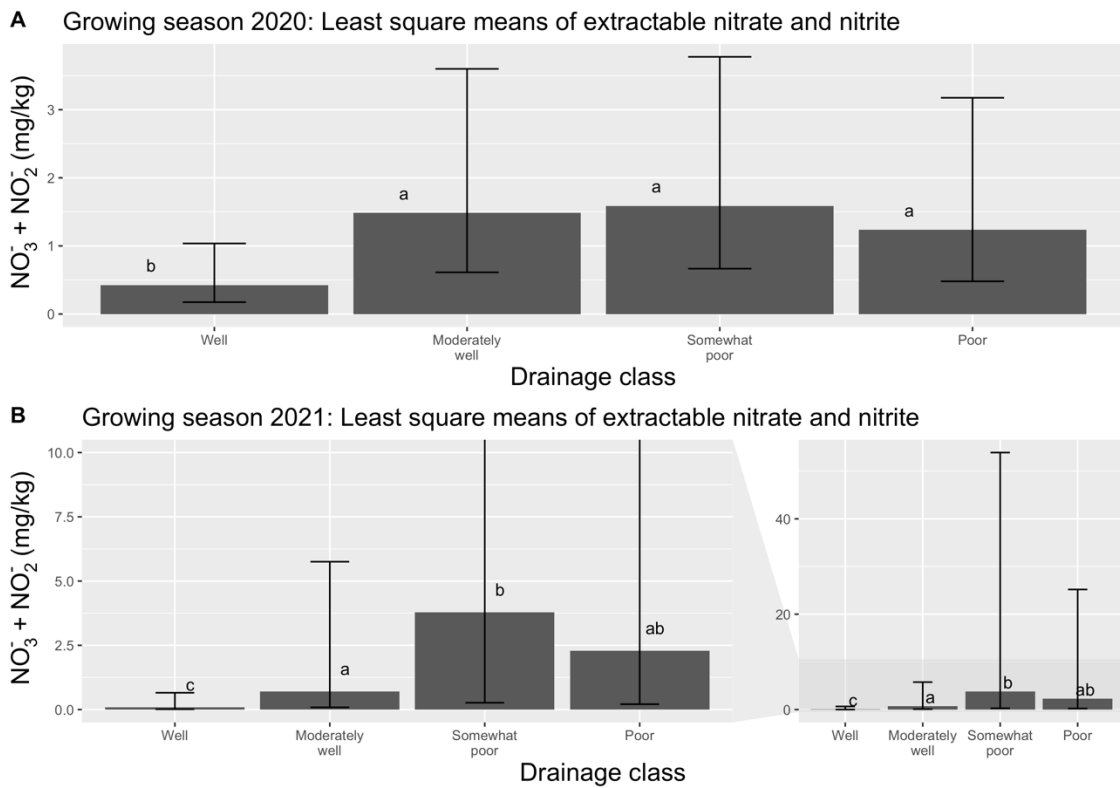 A
Growing season 2020: Least square means of extractable nitrate and nitrite
NO₃⁻ + NO₂⁻ (mg/kg)
3
2
1
0
b
a
a
a
Well
Moderately
well
Somewhat
poor
Poor
Drainage class
B
Growing season 2021: Least square means of extractable nitrate and nitrite
NO₃⁻ + NO₂⁻ (mg/kg)
10.0
7.5
5.0
2.5
0.0
c
a
b
ab
Well
Moderately
well
Somewhat
poor
Poor
40
20
0
c
a
b
ab
Well
Moderately
well
Somewhat
poor
Poor
Drainage class